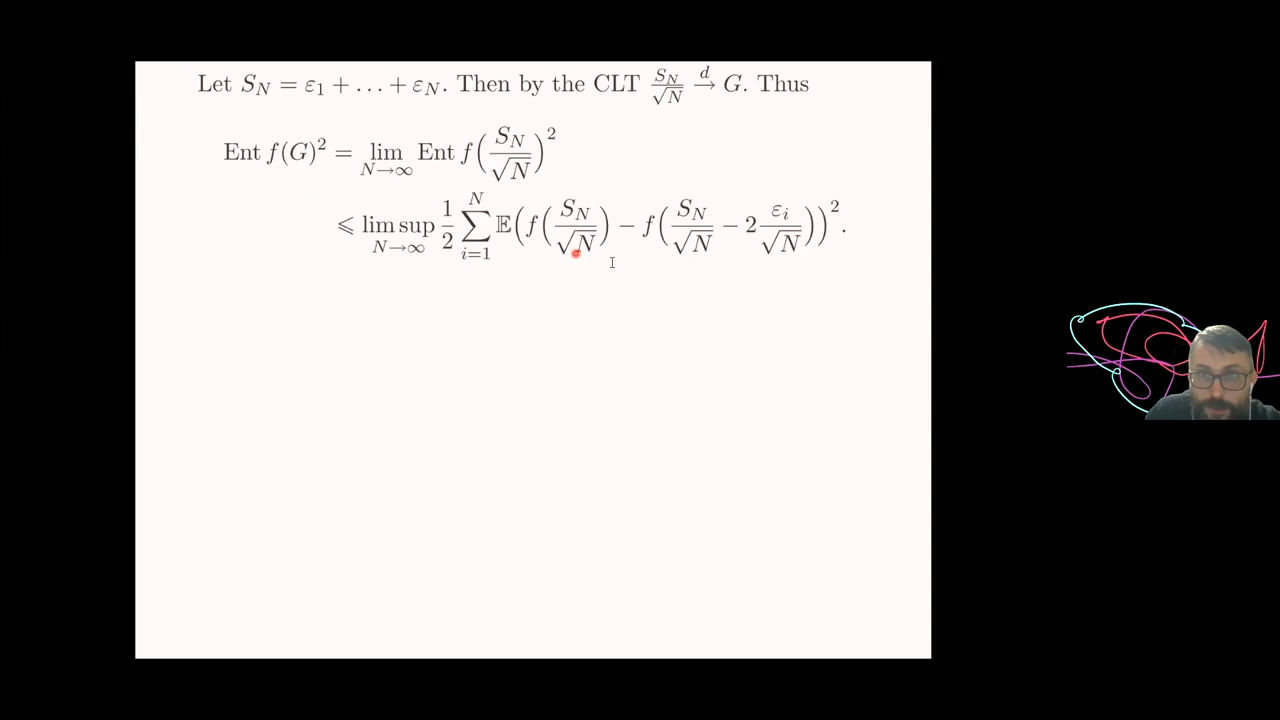 Let $S_N = \varepsilon_1 + \ldots + \varepsilon_N$. Then by the CLT $\frac{S_N}{\sqrt{N}} \xrightarrow{d} G$. Thus
$\operatorname{Ent} f(G)^2 = \lim_{N\to\infty} \operatorname{Ent} f\Big(\frac{S_N}{\sqrt{N}}\Big)^2$
$\leqslant \limsup_{N\to\infty} \frac{1}{2} \sum_{i=1}^{N} \mathbb{E}\Big(f\Big(\frac{S_N}{\sqrt{N}}\Big) - f\Big(\frac{S_N}{\sqrt{N}} - 2\frac{\varepsilon_i}{\sqrt{N}}\Big)\Big)^2.$